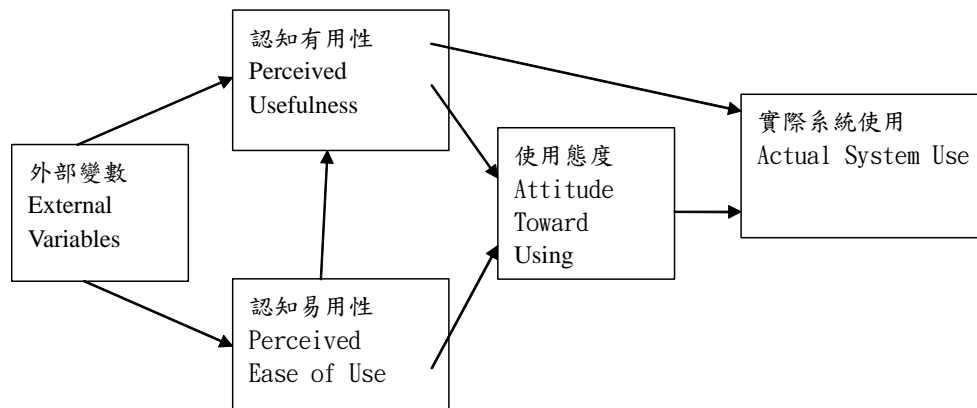 認知有用性
Perceived
Usefulness
外部變數
External
Variables
認知易用性
Perceived
Ease of Use
使用態度
Attitude
Toward
Using
實際系統使用
Actual System Use